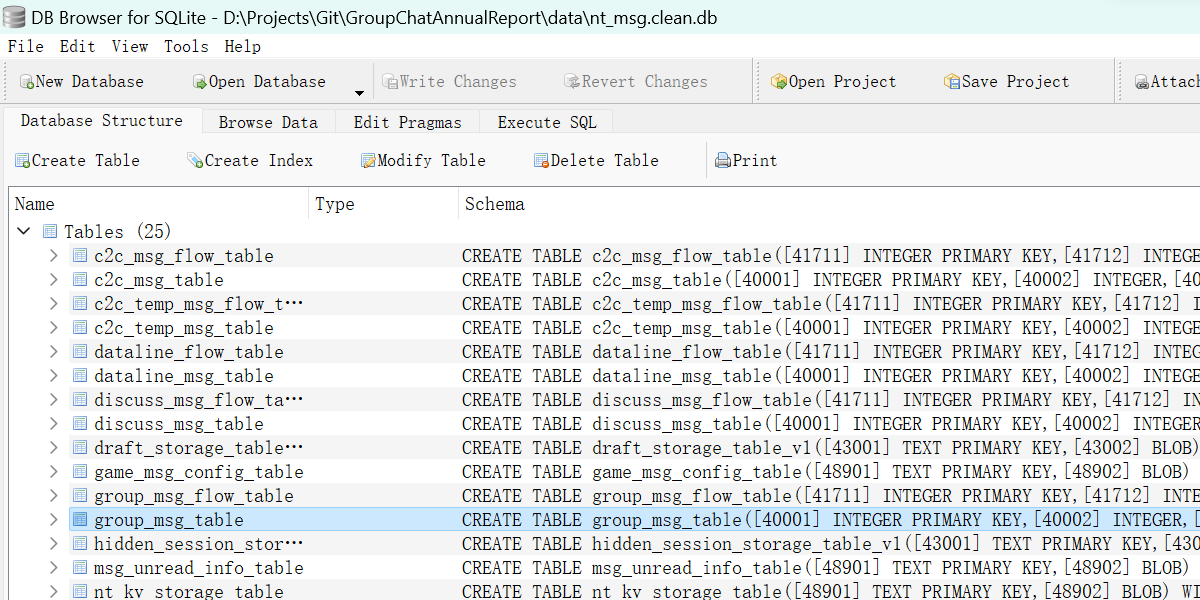 DB Browser for SQLite - D:\Projects\Git\GroupChatAnnualReport\data\nt_msg.clean.db
File Edit View Tools Help
New Database Open Database Write Changes Revert Changes Open Project Save Project Attach
Database Structure Browse Data Edit Pragmas Execute SQL
Create Table Create Index Modify Table Delete Table Print
Name Type Schema
Tables (25)
c2c_msg_flow_table CREATE TABLE c2c_msg_flow_table([41711] INTEGER PRIMARY KEY,[41712] INTEGE
c2c_msg_table CREATE TABLE c2c_msg_table([40001] INTEGER PRIMARY KEY,[40002] INTEGER,[40
c2c_temp_msg_flow_t… CREATE TABLE c2c_temp_msg_flow_table([41711] INTEGER PRIMARY KEY,[41712] I
c2c_temp_msg_table CREATE TABLE c2c_temp_msg_table([40001] INTEGER PRIMARY KEY,[40002] INTEGE
dataline_flow_table CREATE TABLE dataline_flow_table([41711] INTEGER PRIMARY KEY,[41712] INTEG
dataline_msg_table CREATE TABLE dataline_msg_table([40001] INTEGER PRIMARY KEY,[40002] INTEGE
discuss_msg_flow_ta… CREATE TABLE discuss_msg_flow_table([41711] INTEGER PRIMARY KEY,[41712] IN
discuss_msg_table CREATE TABLE discuss_msg_table([40001] INTEGER PRIMARY KEY,[40002] INTEGER
draft_storage_table… CREATE TABLE draft_storage_table_v1([43001] TEXT PRIMARY KEY,[43002] BLOB)
game_msg_config_table CREATE TABLE game_msg_config_table([48901] TEXT PRIMARY KEY,[48902] BLOB)
group_msg_flow_table CREATE TABLE group_msg_flow_table([41711] INTEGER PRIMARY KEY,[41712] INTE
group_msg_table CREATE TABLE group_msg_table([40001] INTEGER PRIMARY KEY,[40002] INTEGER,[
hidden_session_stor… CREATE TABLE hidden_session_storage_table_v1([43001] TEXT PRIMARY KEY,[430
msg_unread_info_table CREATE TABLE msg_unread_info_table([48901] TEXT PRIMARY KEY,[48902] BLOB)
nt_kv_storage_table CREATE TABLE nt_kv_storage_table([48901] TEXT PRIMARY KEY,[48902] BLOB) WI